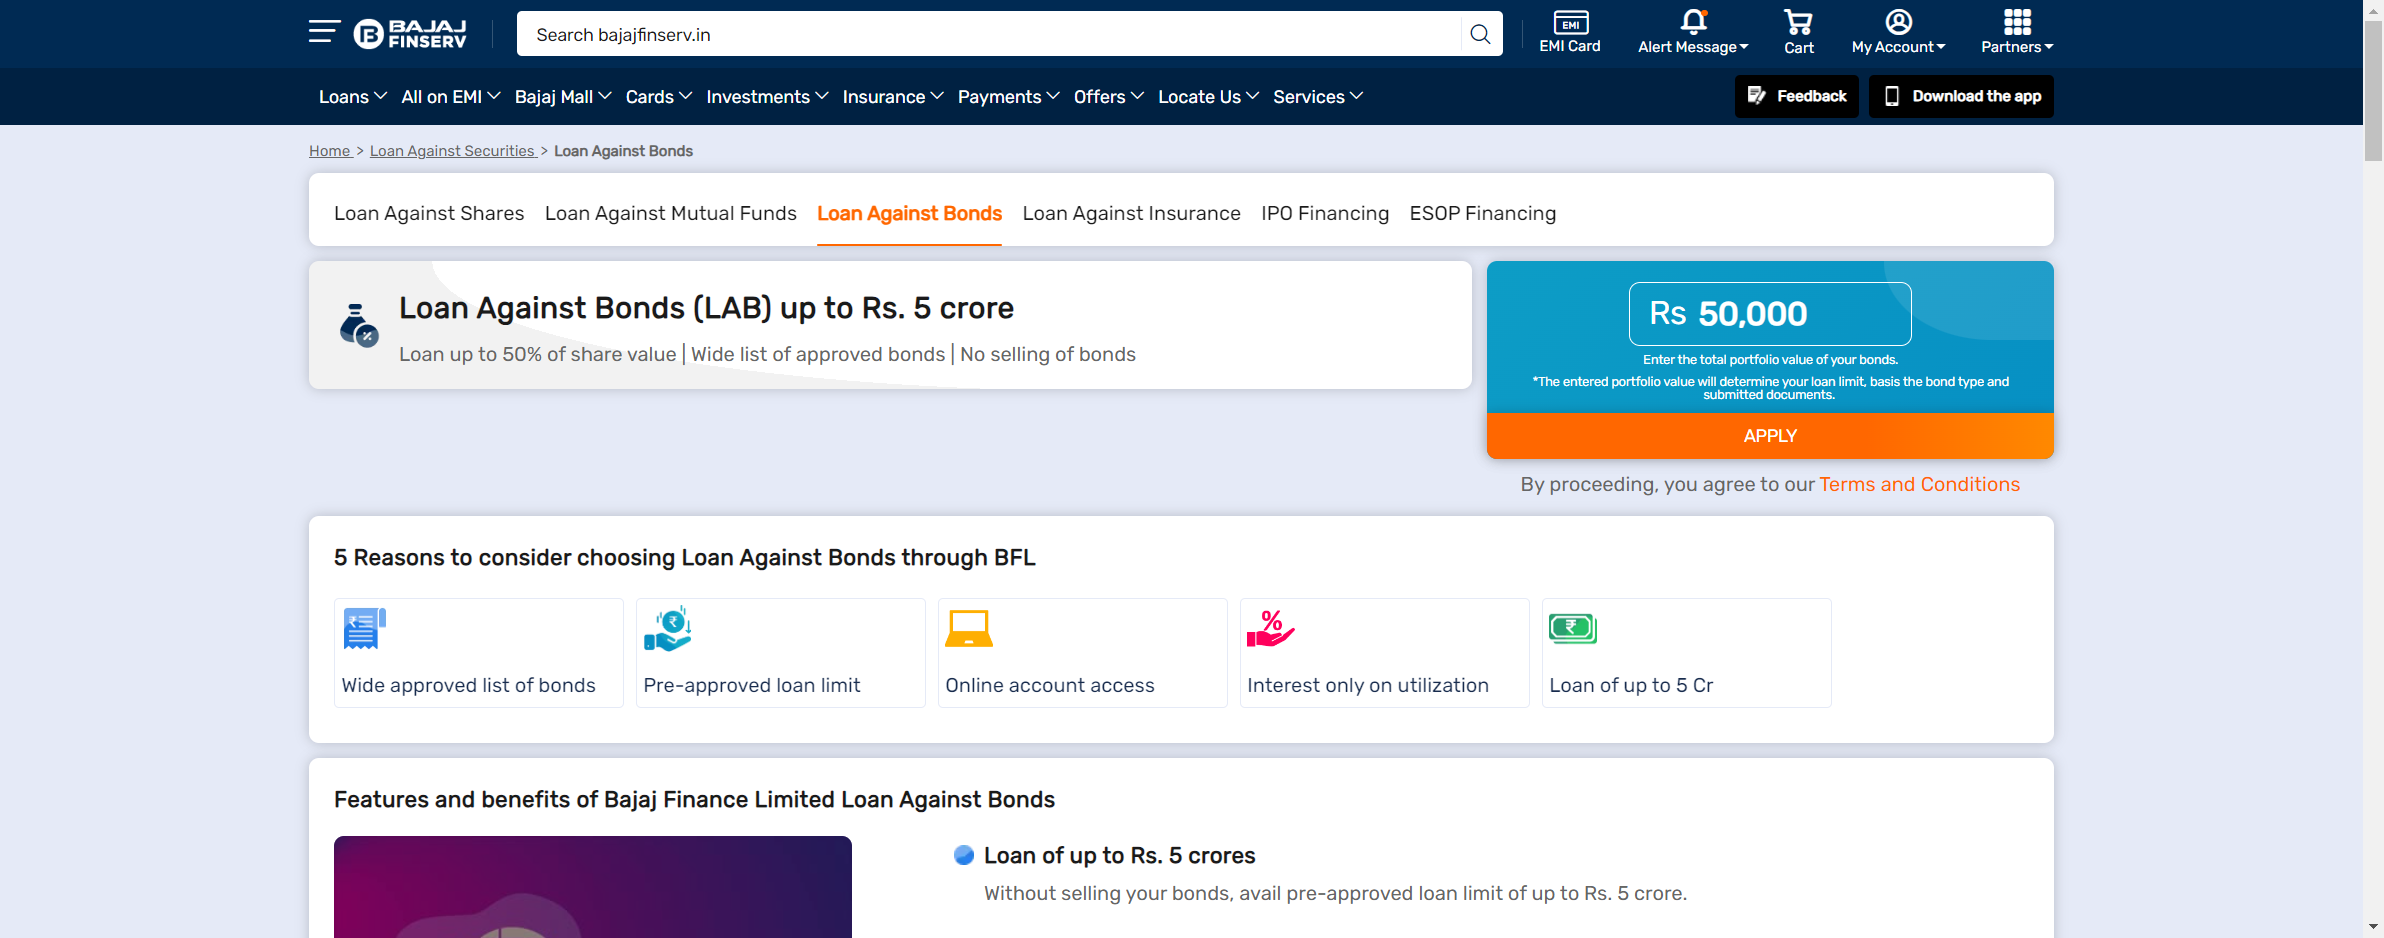 BAJAJ
FINSERV
Search bajajfinserv.in
EMI
EMI Card
Alert Message
Cart
My Account
Partners
Loans
All on EMI
Bajaj Mall
Cards
Investments
Insurance
Payments
Offers
Locate Us
Services
Feedback
Download the app
Home > Loan Against Securities > Loan Against Bonds
Loan Against Shares
Loan Against Mutual Funds
Loan Against Bonds
Loan Against Insurance
IPO Financing
ESOP Financing
Loan Against Bonds (LAB) up to Rs. 5 crore
Loan up to 50% of share value | Wide list of approved bonds | No selling of bonds
Rs 50,000
Enter the total portfolio value of your bonds.
*The entered portfolio value will determine your loan limit, basis the bond type and
submitted documents.
APPLY
By proceeding, you agree to our Terms and Conditions
5 Reasons to consider choosing Loan Against Bonds through BFL
Wide approved list of bonds
Pre-approved loan limit
Online account access
Interest only on utilization
Loan of up to 5 Cr
Features and benefits of Bajaj Finance Limited Loan Against Bonds
Loan of up to Rs. 5 crores
Without selling your bonds, avail pre-approved loan limit of up to Rs. 5 crore.